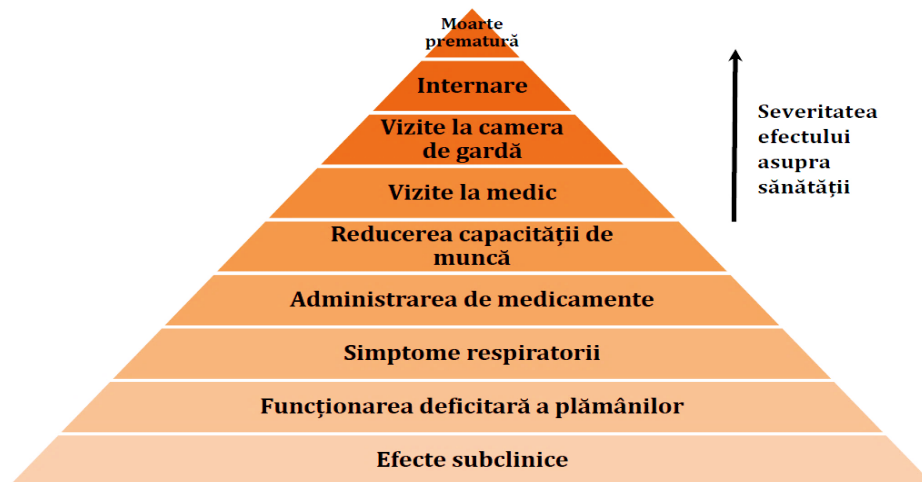 Moarte
prematură
Internare
Vizite la camera
de gardă
Vizite la medic
Reducerea capacității de
muncă
Administrarea de medicamente
Simptome respiratorii
Funcționarea deficitară a plămânilor
Efecte subclinice
Severitatea
efectului
asupra
sănătății